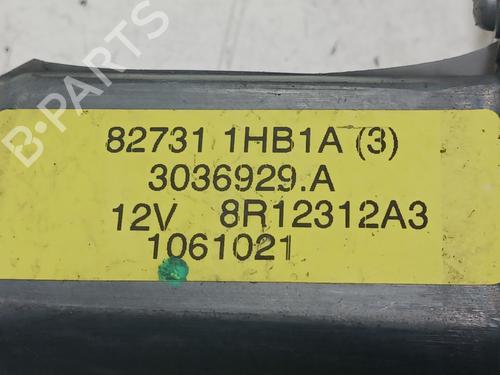 B-PARTS
82731 1HB1A (3)
3036929.A
12V 8R12312A3
1061021